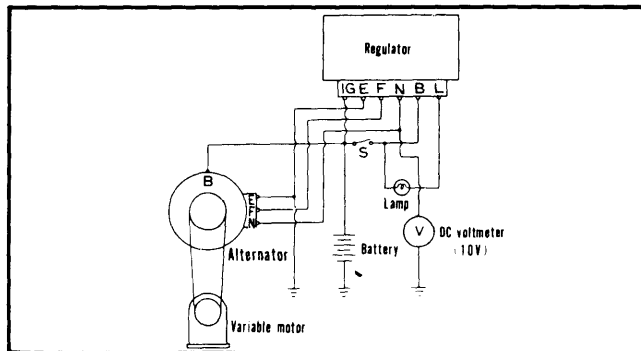 Regulator
IG E F N B L
S
B
E
F
N
Lamp
V
DC voltmeter
(10V)
Battery
Alternator
Variable motor